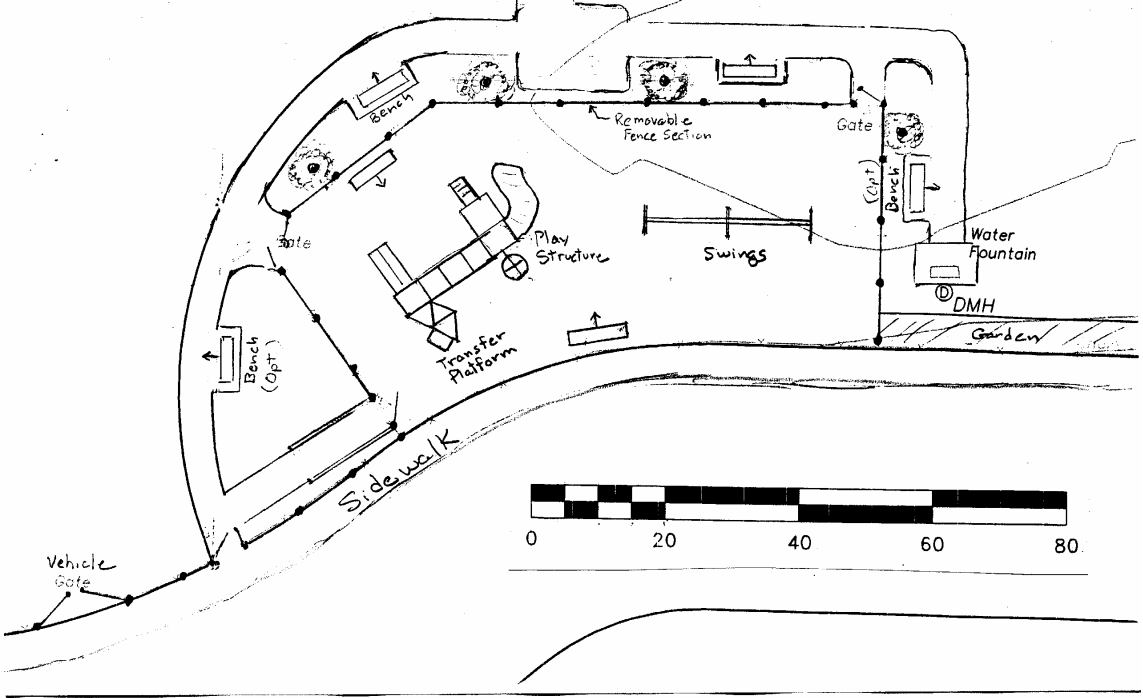 Bench
Removable
Fence Section
Gate
(Opt)
Bench
Gate
Play
Structure
Swings
Water
Fountain
D
DMH
Garden
Transfer
Platform
Bench
(Opt)
Sidewalk
0 20 40 60 80
Vehicle
Gate